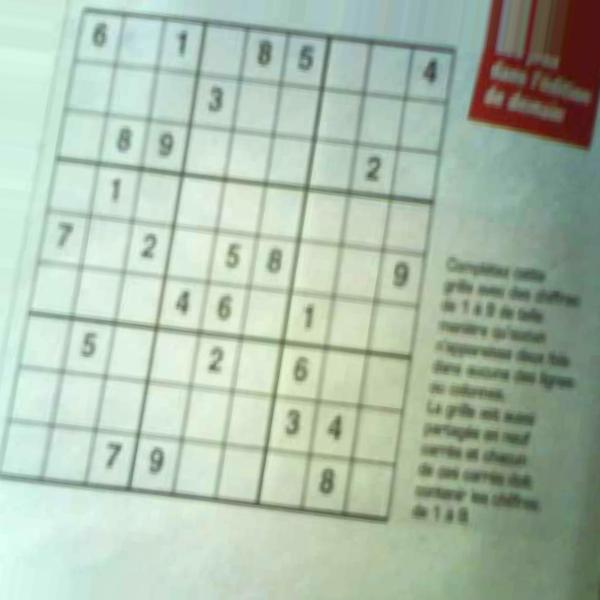 6 1 8 5 4
3
8 9 2
1
7 2 5 8 9
4 6 1
5 2 6
3 4
7 9 8
dans l'édition
de demain
Complétez cette
grille avec des chiffres
de 1 à 9 de telle
manière qu'aucun
n'apparaisse deux fois
dans aucune des lignes
ou colonnes.
La grille est aussi
partagée en neuf
carrés et chacun
de ces carrés doit
contenir les chiffres
de 1 à 9.